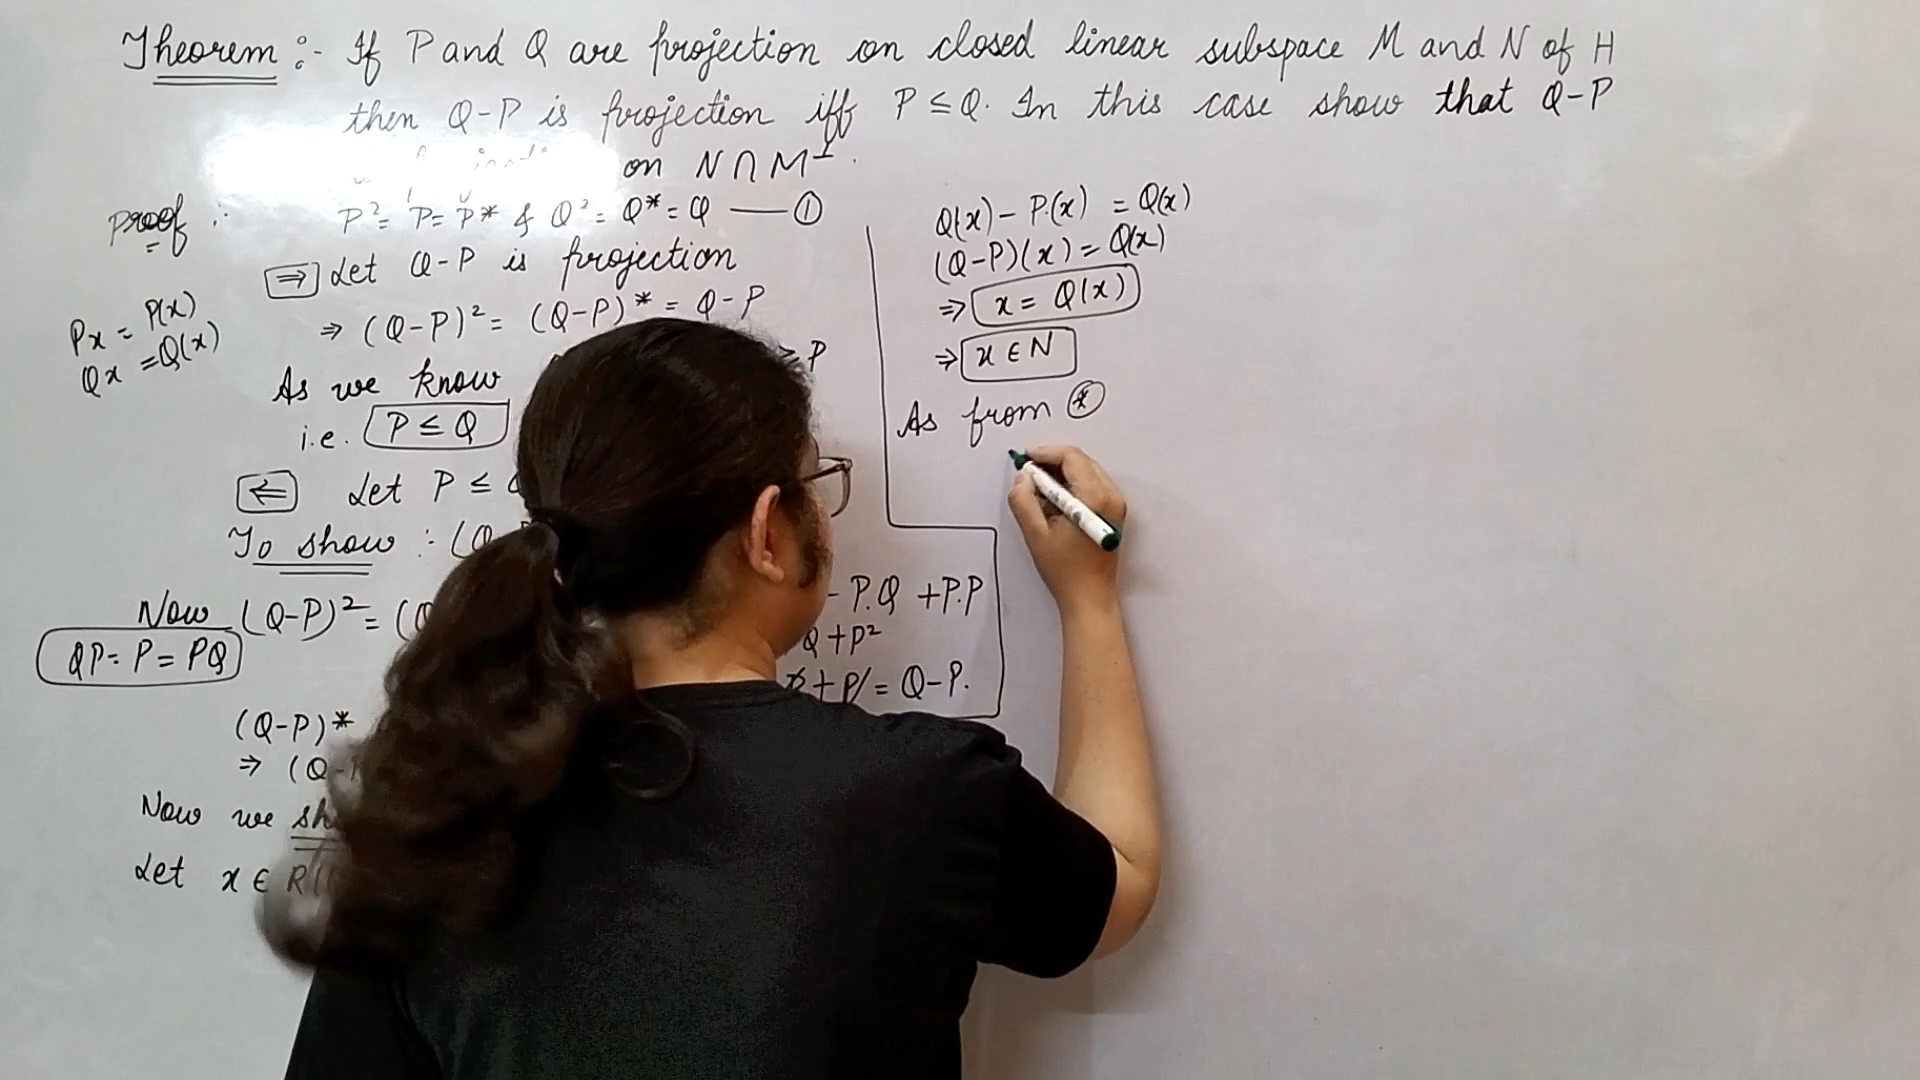 Theorem :- If P and Q are projection on closed linear subspace M and N of H
then Q-P is projection iff P ≤ Q. In this case show that Q-P
on N ∩ M⊥.
Proof :
P² = P = P* & Q² = Q* = Q —— ①
⇒ Let Q-P is projection
⇒ (Q-P)² = (Q-P)* = Q-P
Px = P(x)
Qx = Q(x)
As we know ≥ P
i.e. P ≤ Q
⇐ Let P ≤ Q
To show :- (Q-
Now (Q-P)² = (Q - P.Q + P.P
QP = P = PQ
Q + P²
P + P = Q-P.
(Q-P)*
⇒ (Q-P
Now we sh
Let x ∈ R(
Q(x) - P(x) = Q(x)
(Q-P)(x) = Q(x)
⇒ x = Q(x)
⇒ x ∈ N
As from *